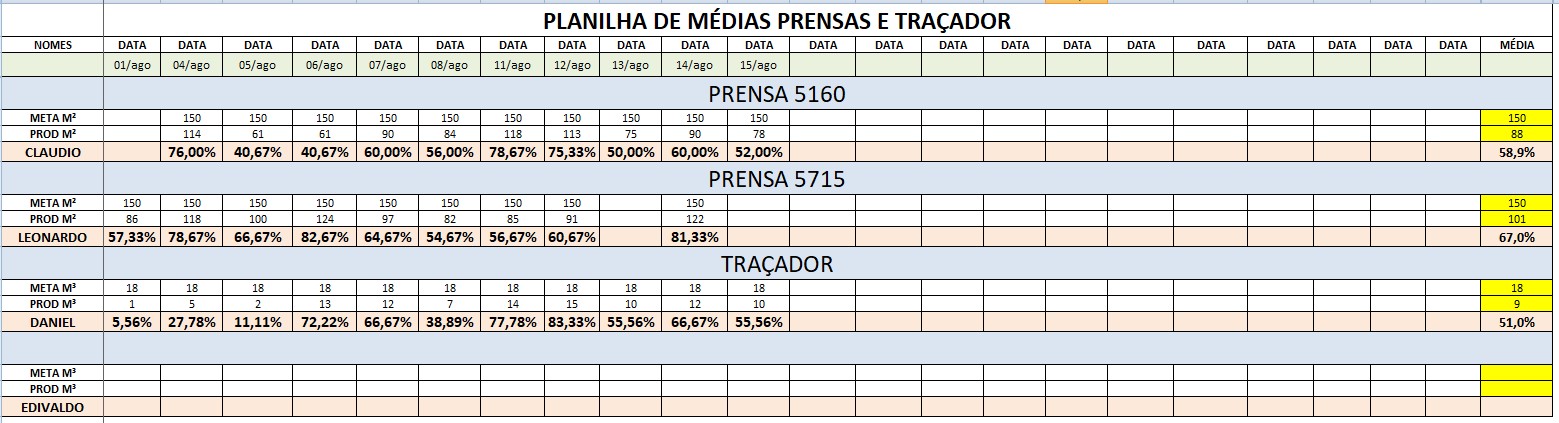 PLANILHA DE MÉDIAS PRENSAS E TRAÇADOR
NOMES DATA DATA DATA DATA DATA DATA DATA DATA DATA DATA DATA DATA DATA DATA DATA DATA DATA DATA DATA DATA DATA DATA MÉDIA
01/ago 04/ago 05/ago 06/ago 07/ago 08/ago 11/ago 12/ago 13/ago 14/ago 15/ago
PRENSA 5160
META M² 150 150 150 150 150 150 150 150 150 150 150
PROD M² 114 61 61 90 84 118 113 75 90 78 88
CLAUDIO 76,00% 40,67% 40,67% 60,00% 56,00% 78,67% 75,33% 50,00% 60,00% 52,00% 58,9%
PRENSA 5715
META M² 150 150 150 150 150 150 150 150 150 150
PROD M² 86 118 100 124 97 82 85 91 122 101
LEONARDO 57,33% 78,67% 66,67% 82,67% 64,67% 54,67% 56,67% 60,67% 81,33% 67,0%
TRAÇADOR
META M³ 18 18 18 18 18 18 18 18 18 18 18 18
PROD M³ 1 5 2 13 12 7 14 15 10 12 10 9
DANIEL 5,56% 27,78% 11,11% 72,22% 66,67% 38,89% 77,78% 83,33% 55,56% 66,67% 55,56% 51,0%
META M³
PROD M³
EDIVALDO